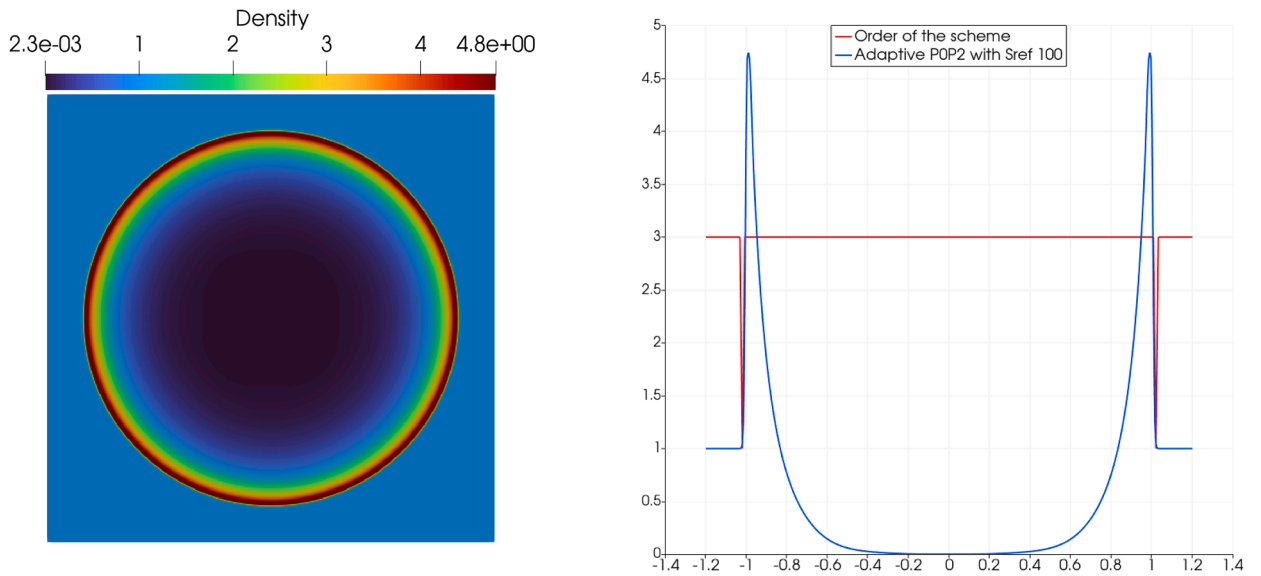 Density
2.3e-03 1 2 3 4 4.8e+00
Order of the scheme
Adaptive P0P2 with Sref 100
5
4.5
4
3.5
3
2.5
2
1.5
1
0.5
0
-1.4 -1.2 -1 -0.8 -0.6 -0.4 -0.2 0 0.2 0.4 0.6 0.8 1 1.2 1.4